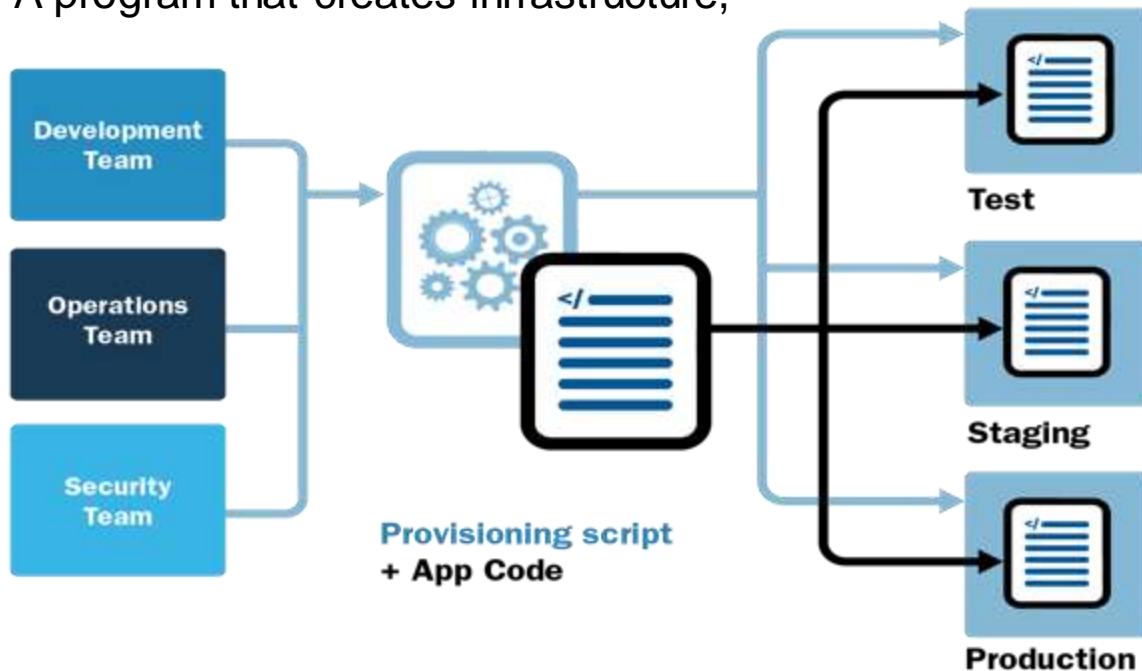 A program that creates infrastructure,
Development
Team
Operations
Team
Security
Team
Provisioning script
+ App Code
</
Test
</
Staging
</
Production
</